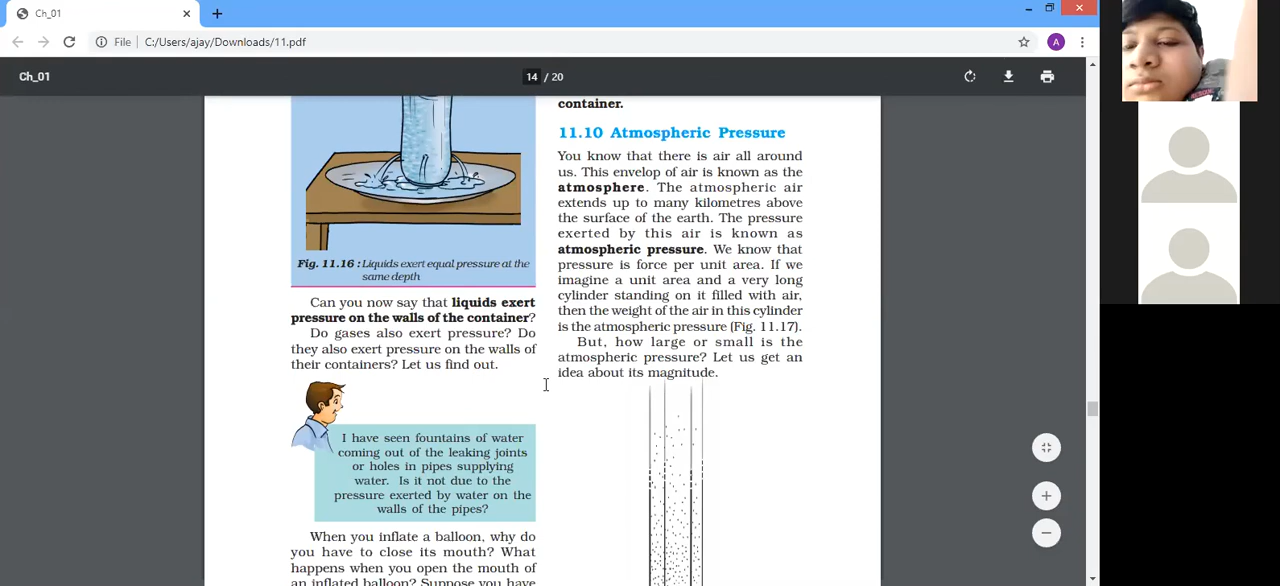 Ch_01
File
C:/Users/ajay/Downloads/11.pdf
A
Ch_01
14 / 20
Fig. 11.16 : Liquids exert equal pressure at the
same depth
Can you now say that liquids exert
pressure on the walls of the container?
Do gases also exert pressure? Do
they also exert pressure on the walls of
their containers? Let us find out.
I have seen fountains of water
coming out of the leaking joints
or holes in pipes supplying
water. Is it not due to the
pressure exerted by water on the
walls of the pipes?
When you inflate a balloon, why do
you have to close its mouth? What
happens when you open the mouth of
an inflated balloon? Suppose you have
container.
11.10 Atmospheric Pressure
You know that there is air all around
us. This envelop of air is known as the
atmosphere. The atmospheric air
extends up to many kilometres above
the surface of the earth. The pressure
exerted by this air is known as
atmospheric pressure. We know that
pressure is force per unit area. If we
imagine a unit area and a very long
cylinder standing on it filled with air,
then the weight of the air in this cylinder
is the atmospheric pressure (Fig. 11.17).
But, how large or small is the
atmospheric pressure? Let us get an
idea about its magnitude.